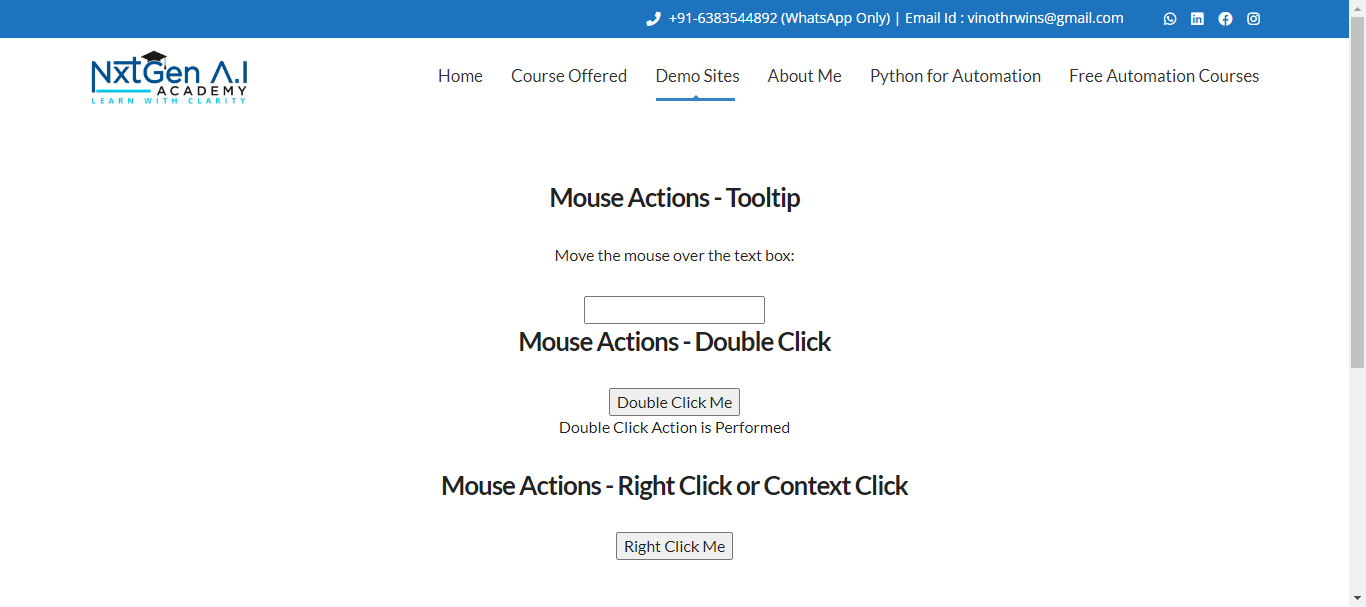 +91-6383544892 (WhatsApp Only) | Email Id : vinothrwins@gmail.com
NxtGen A.I
ACADEMY
LEARN WITH CLARITY
Home Course Offered Demo Sites About Me Python for Automation Free Automation Courses
Mouse Actions - Tooltip
Move the mouse over the text box:
Mouse Actions - Double Click
Double Click Me
Double Click Action is Performed
Mouse Actions - Right Click or Context Click
Right Click Me